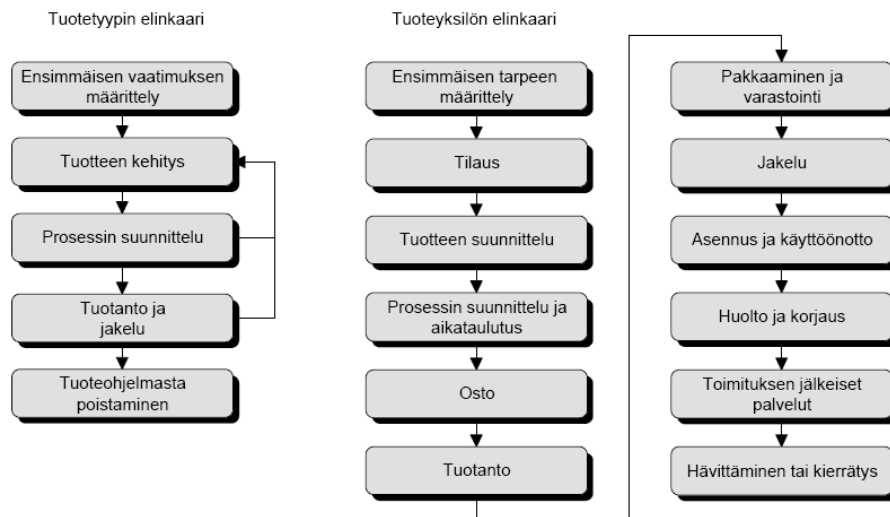 Tuotetyypin elinkaari
Ensimmäisen vaatimuksen
määrittely
Tuotteen kehitys
Prosessin suunnittelu
Tuotanto ja
jakelu
Tuoteohjelmasta
poistaminen
Tuoteyksilön elinkaari
Ensimmäisen tarpeen
määrittely
Tilaus
Tuotteen suunnittelu
Prosessin suunnittelu ja
aikataulutus
Osto
Tuotanto
Pakkaaminen ja
varastointi
Jakelu
Asennus ja käyttöönotto
Huolto ja korjaus
Toimituksen jälkeiset
palvelut
Hävittäminen tai kierrätys